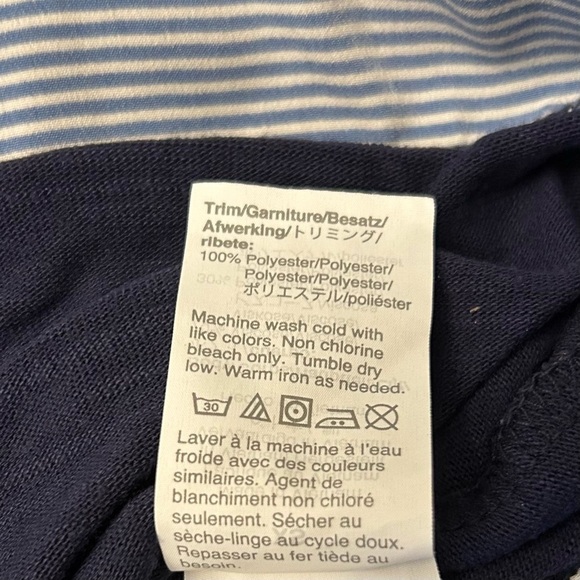 Trim/Garniture/Besatz/
Afwerking/トリミング/
ribete:
100% Polyester/Polyester/
Polyester/Polyester/
ポリエステル/poliéster
Machine wash cold with
like colors. Non chlorine
bleach only. Tumble dry
low. Warm iron as needed.
30
Laver à la machine à l'eau
froide avec des couleurs
similaires. Agent de
blanchiment non chloré
seulement. Sécher au
sèche-linge au cycle doux.
Repasser au fer tiède au
besoin.